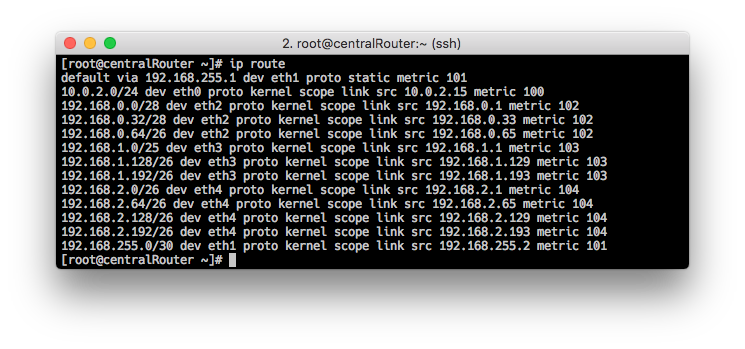 2. root@centralRouter:~ (ssh)
[root@centralRouter ~]# ip route
default via 192.168.255.1 dev eth1 proto static metric 101
10.0.2.0/24 dev eth0 proto kernel scope link src 10.0.2.15 metric 100
192.168.0.0/28 dev eth2 proto kernel scope link src 192.168.0.1 metric 102
192.168.0.32/28 dev eth2 proto kernel scope link src 192.168.0.33 metric 102
192.168.0.64/26 dev eth2 proto kernel scope link src 192.168.0.65 metric 102
192.168.1.0/25 dev eth3 proto kernel scope link src 192.168.1.1 metric 103
192.168.1.128/26 dev eth3 proto kernel scope link src 192.168.1.129 metric 103
192.168.1.192/26 dev eth3 proto kernel scope link src 192.168.1.193 metric 103
192.168.2.0/26 dev eth4 proto kernel scope link src 192.168.2.1 metric 104
192.168.2.64/26 dev eth4 proto kernel scope link src 192.168.2.65 metric 104
192.168.2.128/26 dev eth4 proto kernel scope link src 192.168.2.129 metric 104
192.168.2.192/26 dev eth4 proto kernel scope link src 192.168.2.193 metric 104
192.168.255.0/30 dev eth1 proto kernel scope link src 192.168.255.2 metric 101
[root@centralRouter ~]#